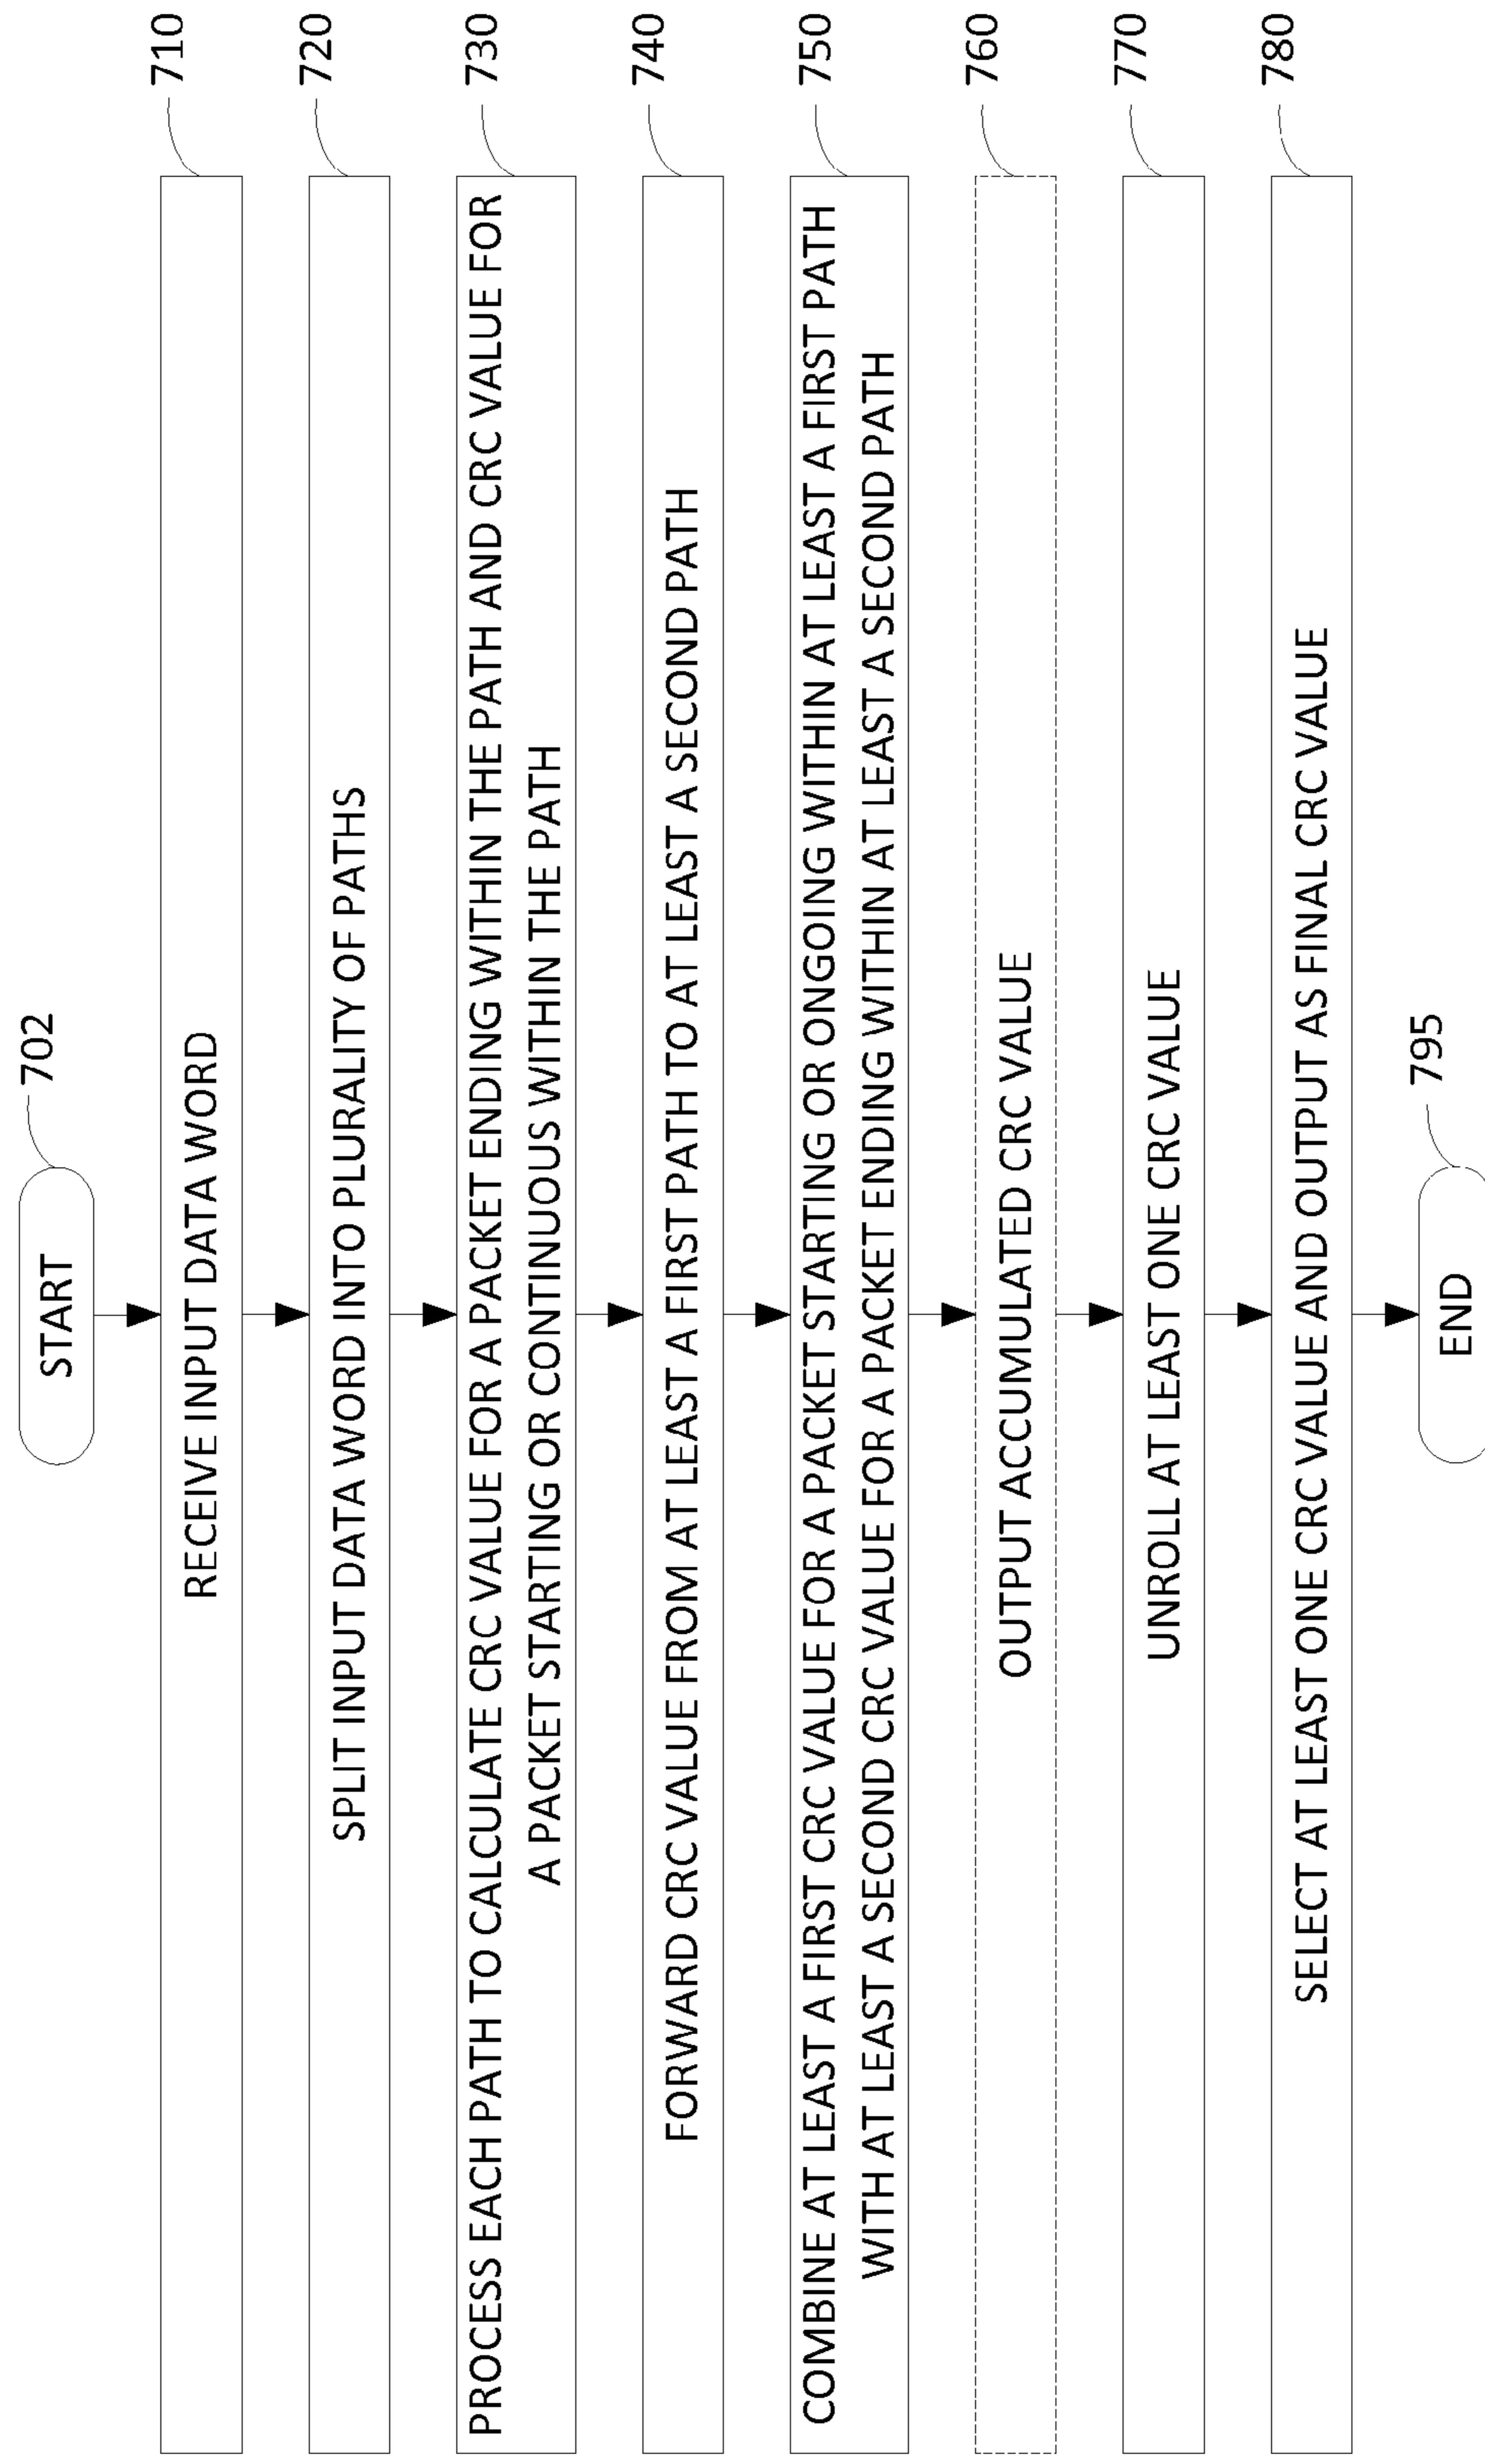 START
702
RECEIVE INPUT DATA WORD
710
SPLIT INPUT DATA WORD INTO PLURALITY OF PATHS
720
PROCESS EACH PATH TO CALCULATE CRC VALUE FOR A PACKET ENDING WITHIN THE PATH AND CRC VALUE FOR
A PACKET STARTING OR CONTINUOUS WITHIN THE PATH
730
FORWARD CRC VALUE FROM AT LEAST A FIRST PATH TO AT LEAST A SECOND PATH
740
COMBINE AT LEAST A FIRST CRC VALUE FOR A PACKET STARTING OR ONGOING WITHIN AT LEAST A FIRST PATH
WITH AT LEAST A SECOND CRC VALUE FOR A PACKET ENDING WITHIN AT LEAST A SECOND PATH
750
OUTPUT ACCUMULATED CRC VALUE
760
UNROLL AT LEAST ONE CRC VALUE
770
SELECT AT LEAST ONE CRC VALUE AND OUTPUT AS FINAL CRC VALUE
780
END
795